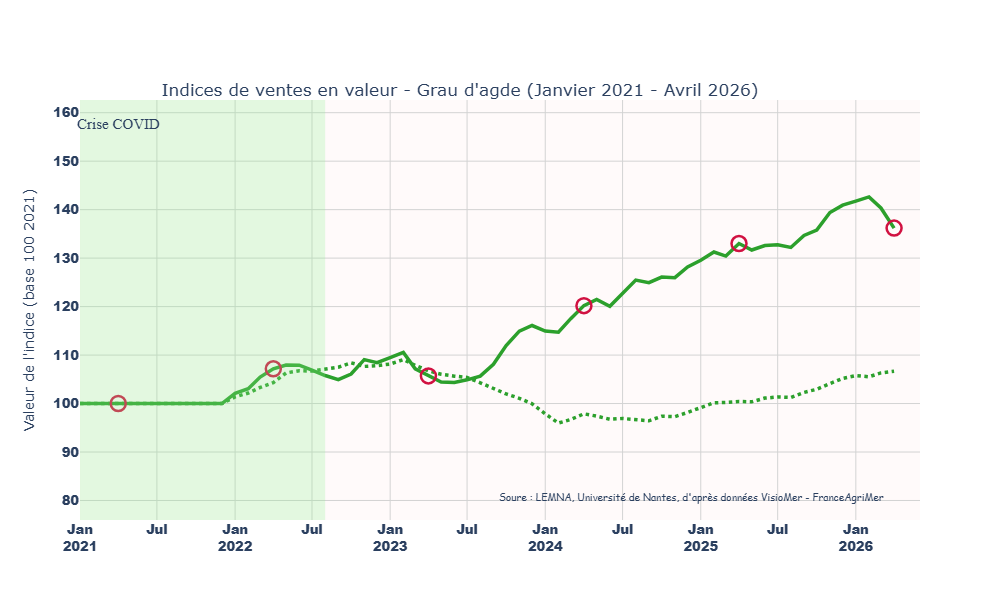 Indices de ventes en valeur - Grau d'agde (Janvier 2021 - Avril 2026)
Crise COVID
Valeur de l'indice (base 100 2021)
160
150
140
130
120
110
100
90
80
Soure : LEMNA, Université de Nantes, d'après données VisioMer - FranceAgriMer
Jan Jul Jan Jul Jan Jul Jan Jul Jan Jul Jan
2021 2022 2023 2024 2025 2026